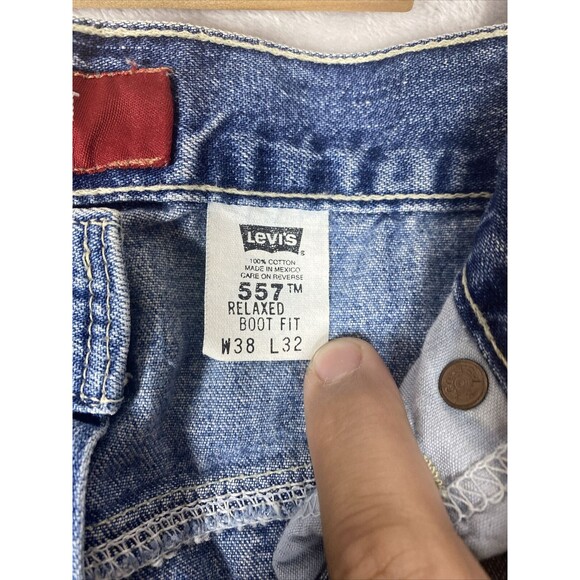 Levi's
100% COTTON
MADE IN MEXICO
CARE ON REVERSE
557™
RELAXED
BOOT FIT
W38 L32